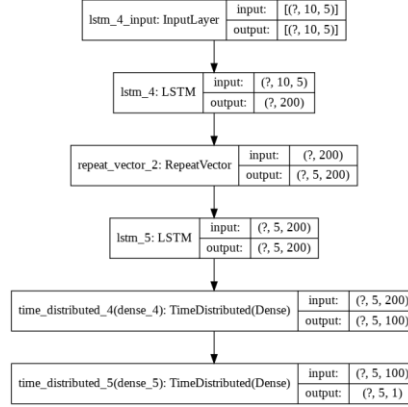 lstm_4_input: InputLayer
input: [(?, 10, 5)]
output: [(?, 10, 5)]
lstm_4: LSTM
input: (?, 10, 5)
output: (?, 200)
repeat_vector_2: RepeatVector
input: (?, 200)
output: (?, 5, 200)
lstm_5: LSTM
input: (?, 5, 200)
output: (?, 5, 200)
time_distributed_4(dense_4): TimeDistributed(Dense)
input: (?, 5, 200)
output: (?, 5, 100)
time_distributed_5(dense_5): TimeDistributed(Dense)
input: (?, 5, 100)
output: (?, 5, 1)